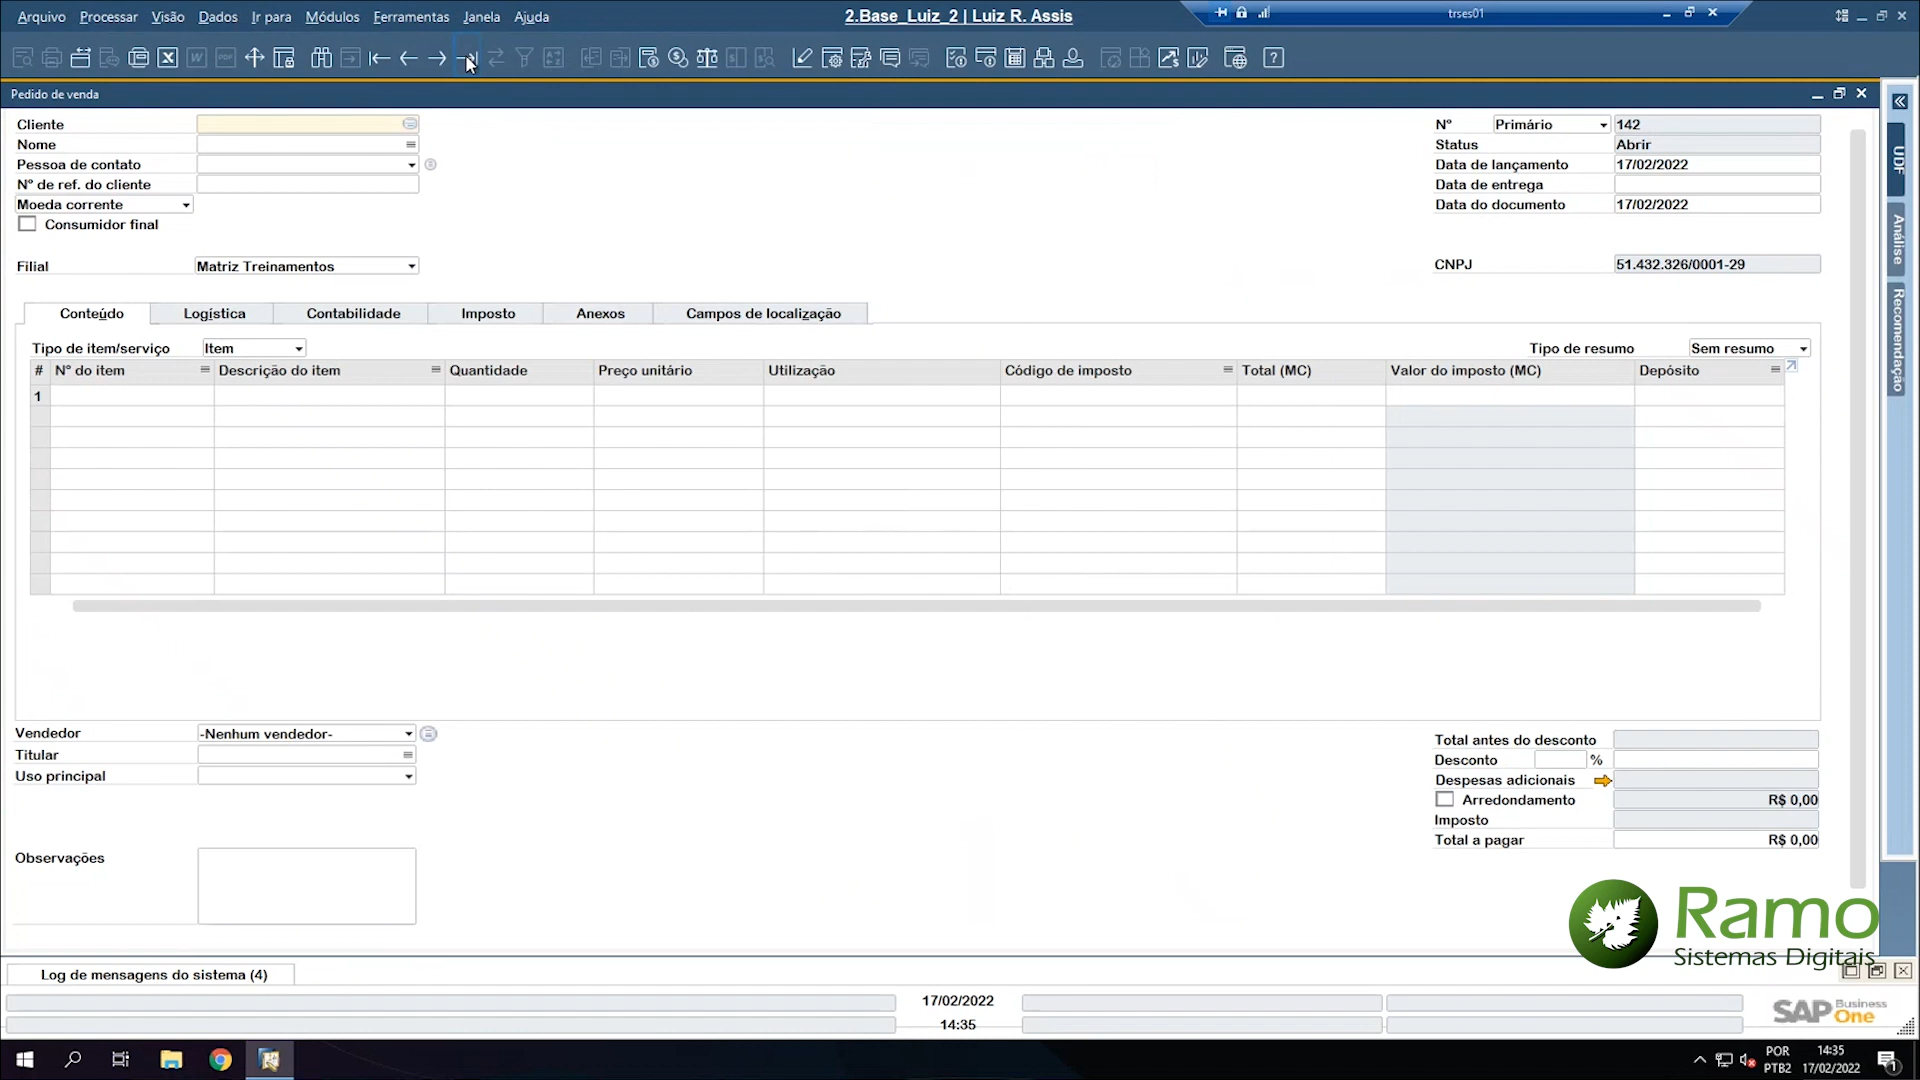 Arquivo Processar Visão Dados Ir para Módulos Ferramentas Janela Ajuda
2.Base_Luiz_2 | Luiz R. Assis
trses01
Pedido de venda
Cliente
Nome
Pessoa de contato
N° de ref. do cliente
Moeda corrente
Consumidor final
Filial Matriz Treinamentos
N° Primário 142
Status Abrir
Data de lançamento 17/02/2022
Data de entrega
Data do documento 17/02/2022
CNPJ 51.432.326/0001-29
UDF
Análise
Recomendação
Conteúdo Logística Contabilidade Imposto Anexos Campos de localização
Tipo de item/serviço Item
Tipo de resumo Sem resumo
# N° do item Descrição do item Quantidade Preço unitário Utilização Código de imposto Total (MC) Valor do imposto (MC) Depósito
1
Vendedor -Nenhum vendedor-
Titular
Uso principal
Observações
Total antes do desconto
Desconto %
Despesas adicionais
Arredondamento R$ 0,00
Imposto
Total a pagar R$ 0,00
Ramo
Sistemas Digitais
Log de mensagens do sistema (4)
17/02/2022
14:35
SAP Business One
POR
PTB2
14:35
17/02/2022
1